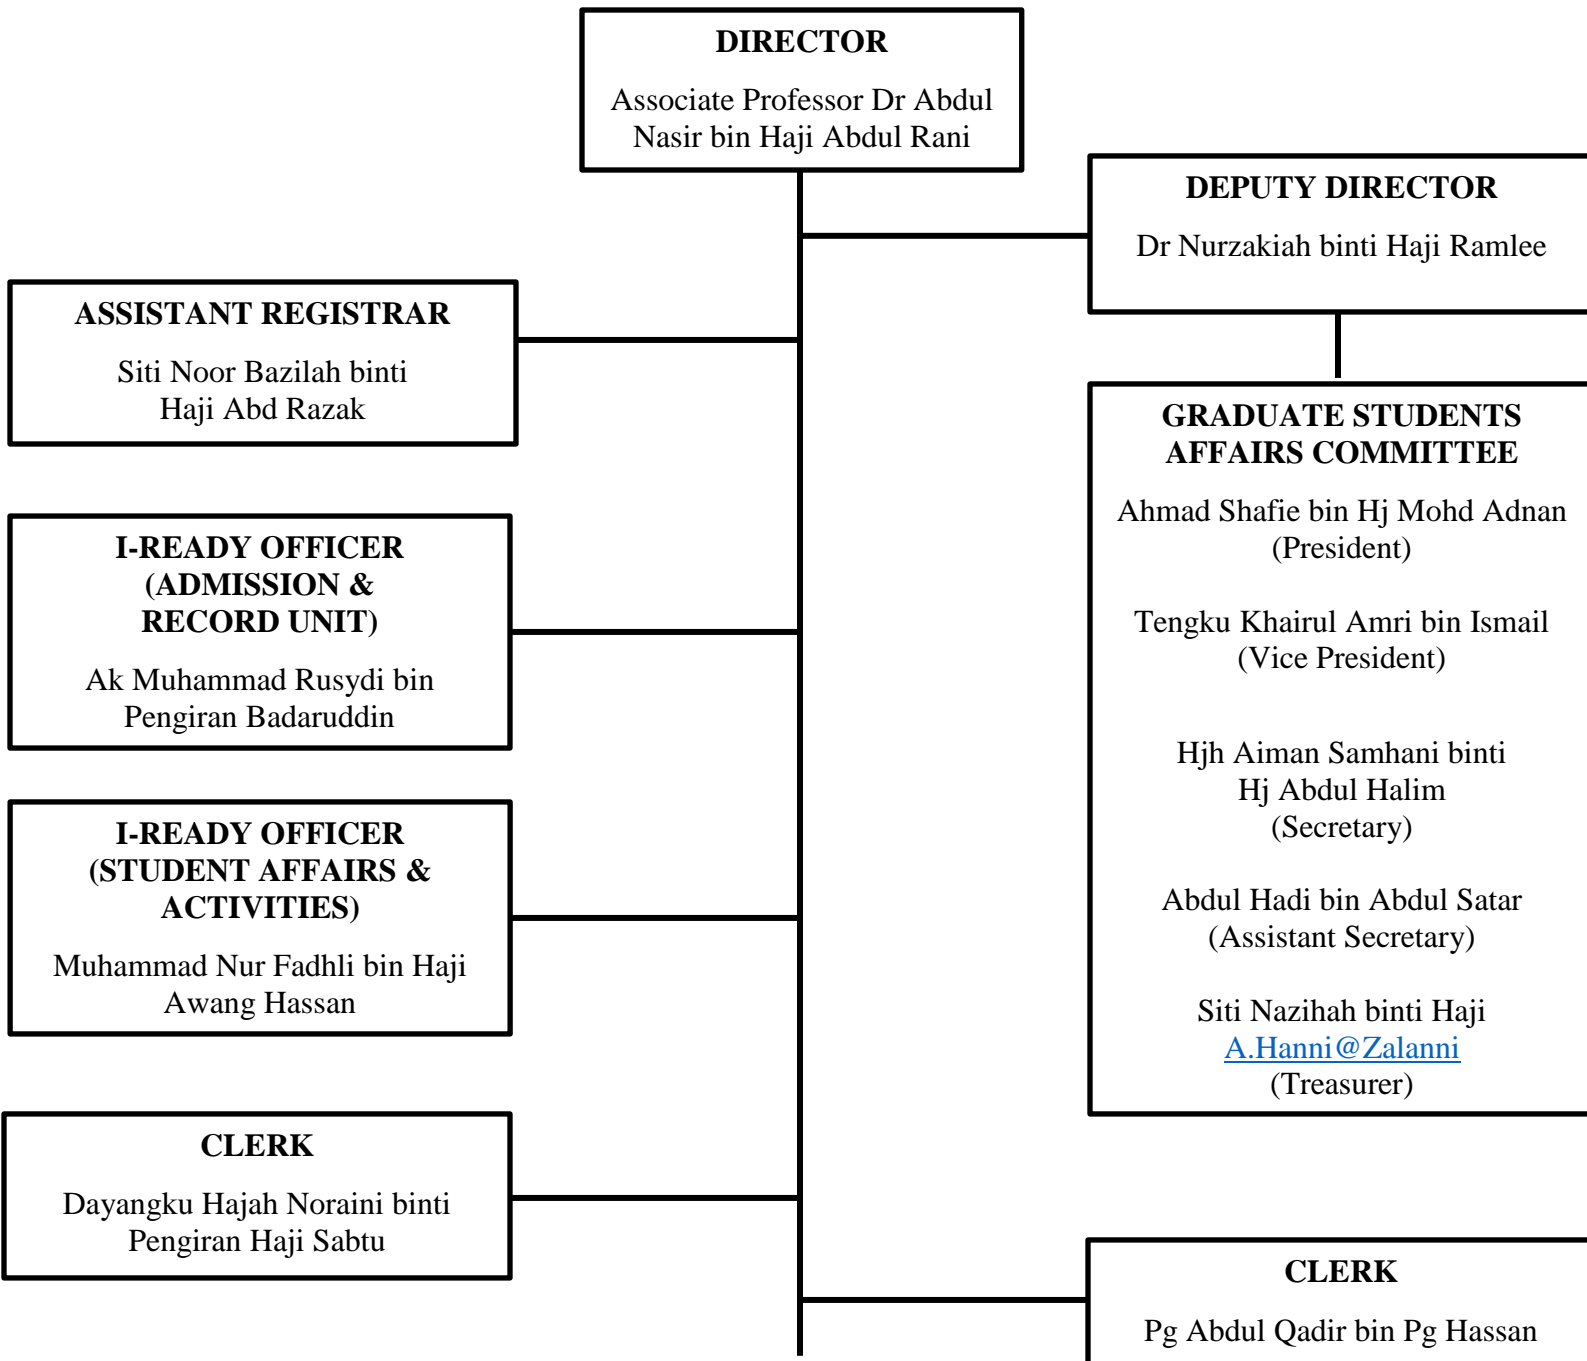 DIRECTOR
Associate Professor Dr Abdul
Nasir bin Haji Abdul Rani
DEPUTY DIRECTOR
Dr Nurzakiah binti Haji Ramlee
ASSISTANT REGISTRAR
Siti Noor Bazilah binti
Haji Abd Razak
GRADUATE STUDENTS
AFFAIRS COMMITTEE
Ahmad Shafie bin Hj Mohd Adnan
(President)
Tengku Khairul Amri bin Ismail
(Vice President)
Hjh Aiman Samhani binti
Hj Abdul Halim
(Secretary)
Abdul Hadi bin Abdul Satar
(Assistant Secretary)
Siti Nazihah binti Haji
A.Hanni@Zalanni
(Treasurer)
I-READY OFFICER
(ADMISSION &
RECORD UNIT)
Ak Muhammad Rusydi bin
Pengiran Badaruddin
I-READY OFFICER
(STUDENT AFFAIRS &
ACTIVITIES)
Muhammad Nur Fadhli bin Haji
Awang Hassan
CLERK
Dayangku Hajah Noraini binti
Pengiran Haji Sabtu
CLERK
Pg Abdul Qadir bin Pg Hassan